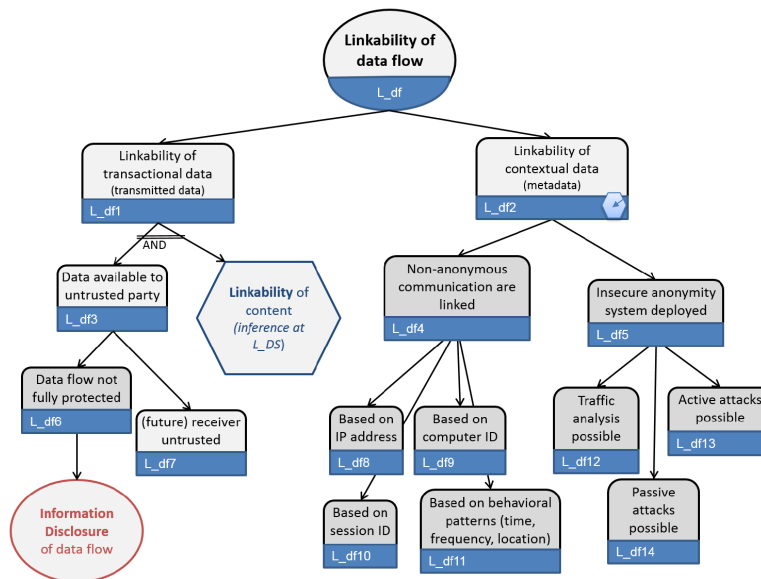 Linkability of
data flow
L_df
Linkability of
transactional data
(transmitted data)
L_df1
Linkability of
contextual data
(metadata)
L_df2
AND
Data available to
untrusted party
L_df3
Linkability of
content
(inference at
L_DS)
Non-anonymous
communication are
linked
L_df4
Insecure anonymity
system deployed
L_df5
Data flow not
fully protected
L_df6
(future) receiver
untrusted
L_df7
Based on
IP address
L_df8
Based on
computer ID
L_df9
Traffic
analysis
possible
L_df12
Active attacks
possible
L_df13
Based on
session ID
L_df10
Based on behavioral
patterns (time,
frequency, location)
L_df11
Passive
attacks
possible
L_df14
Information
Disclosure
of data flow